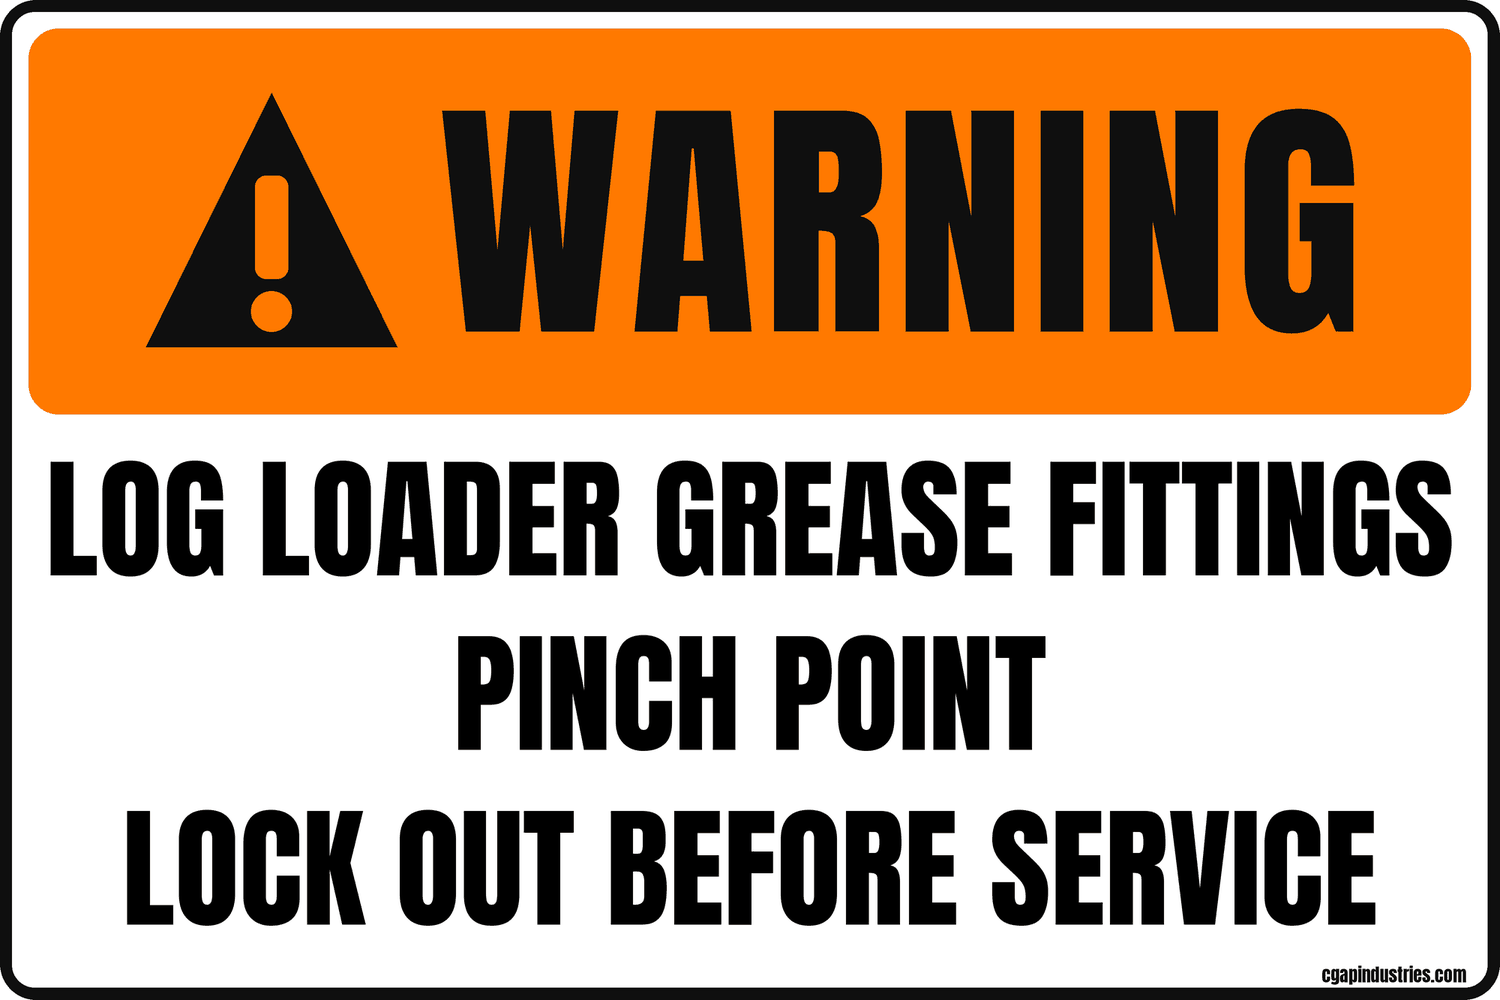 WARNING
LOG LOADER GREASE FITTINGS
PINCH POINT
LOCK OUT BEFORE SERVICE
cgapindustries.com